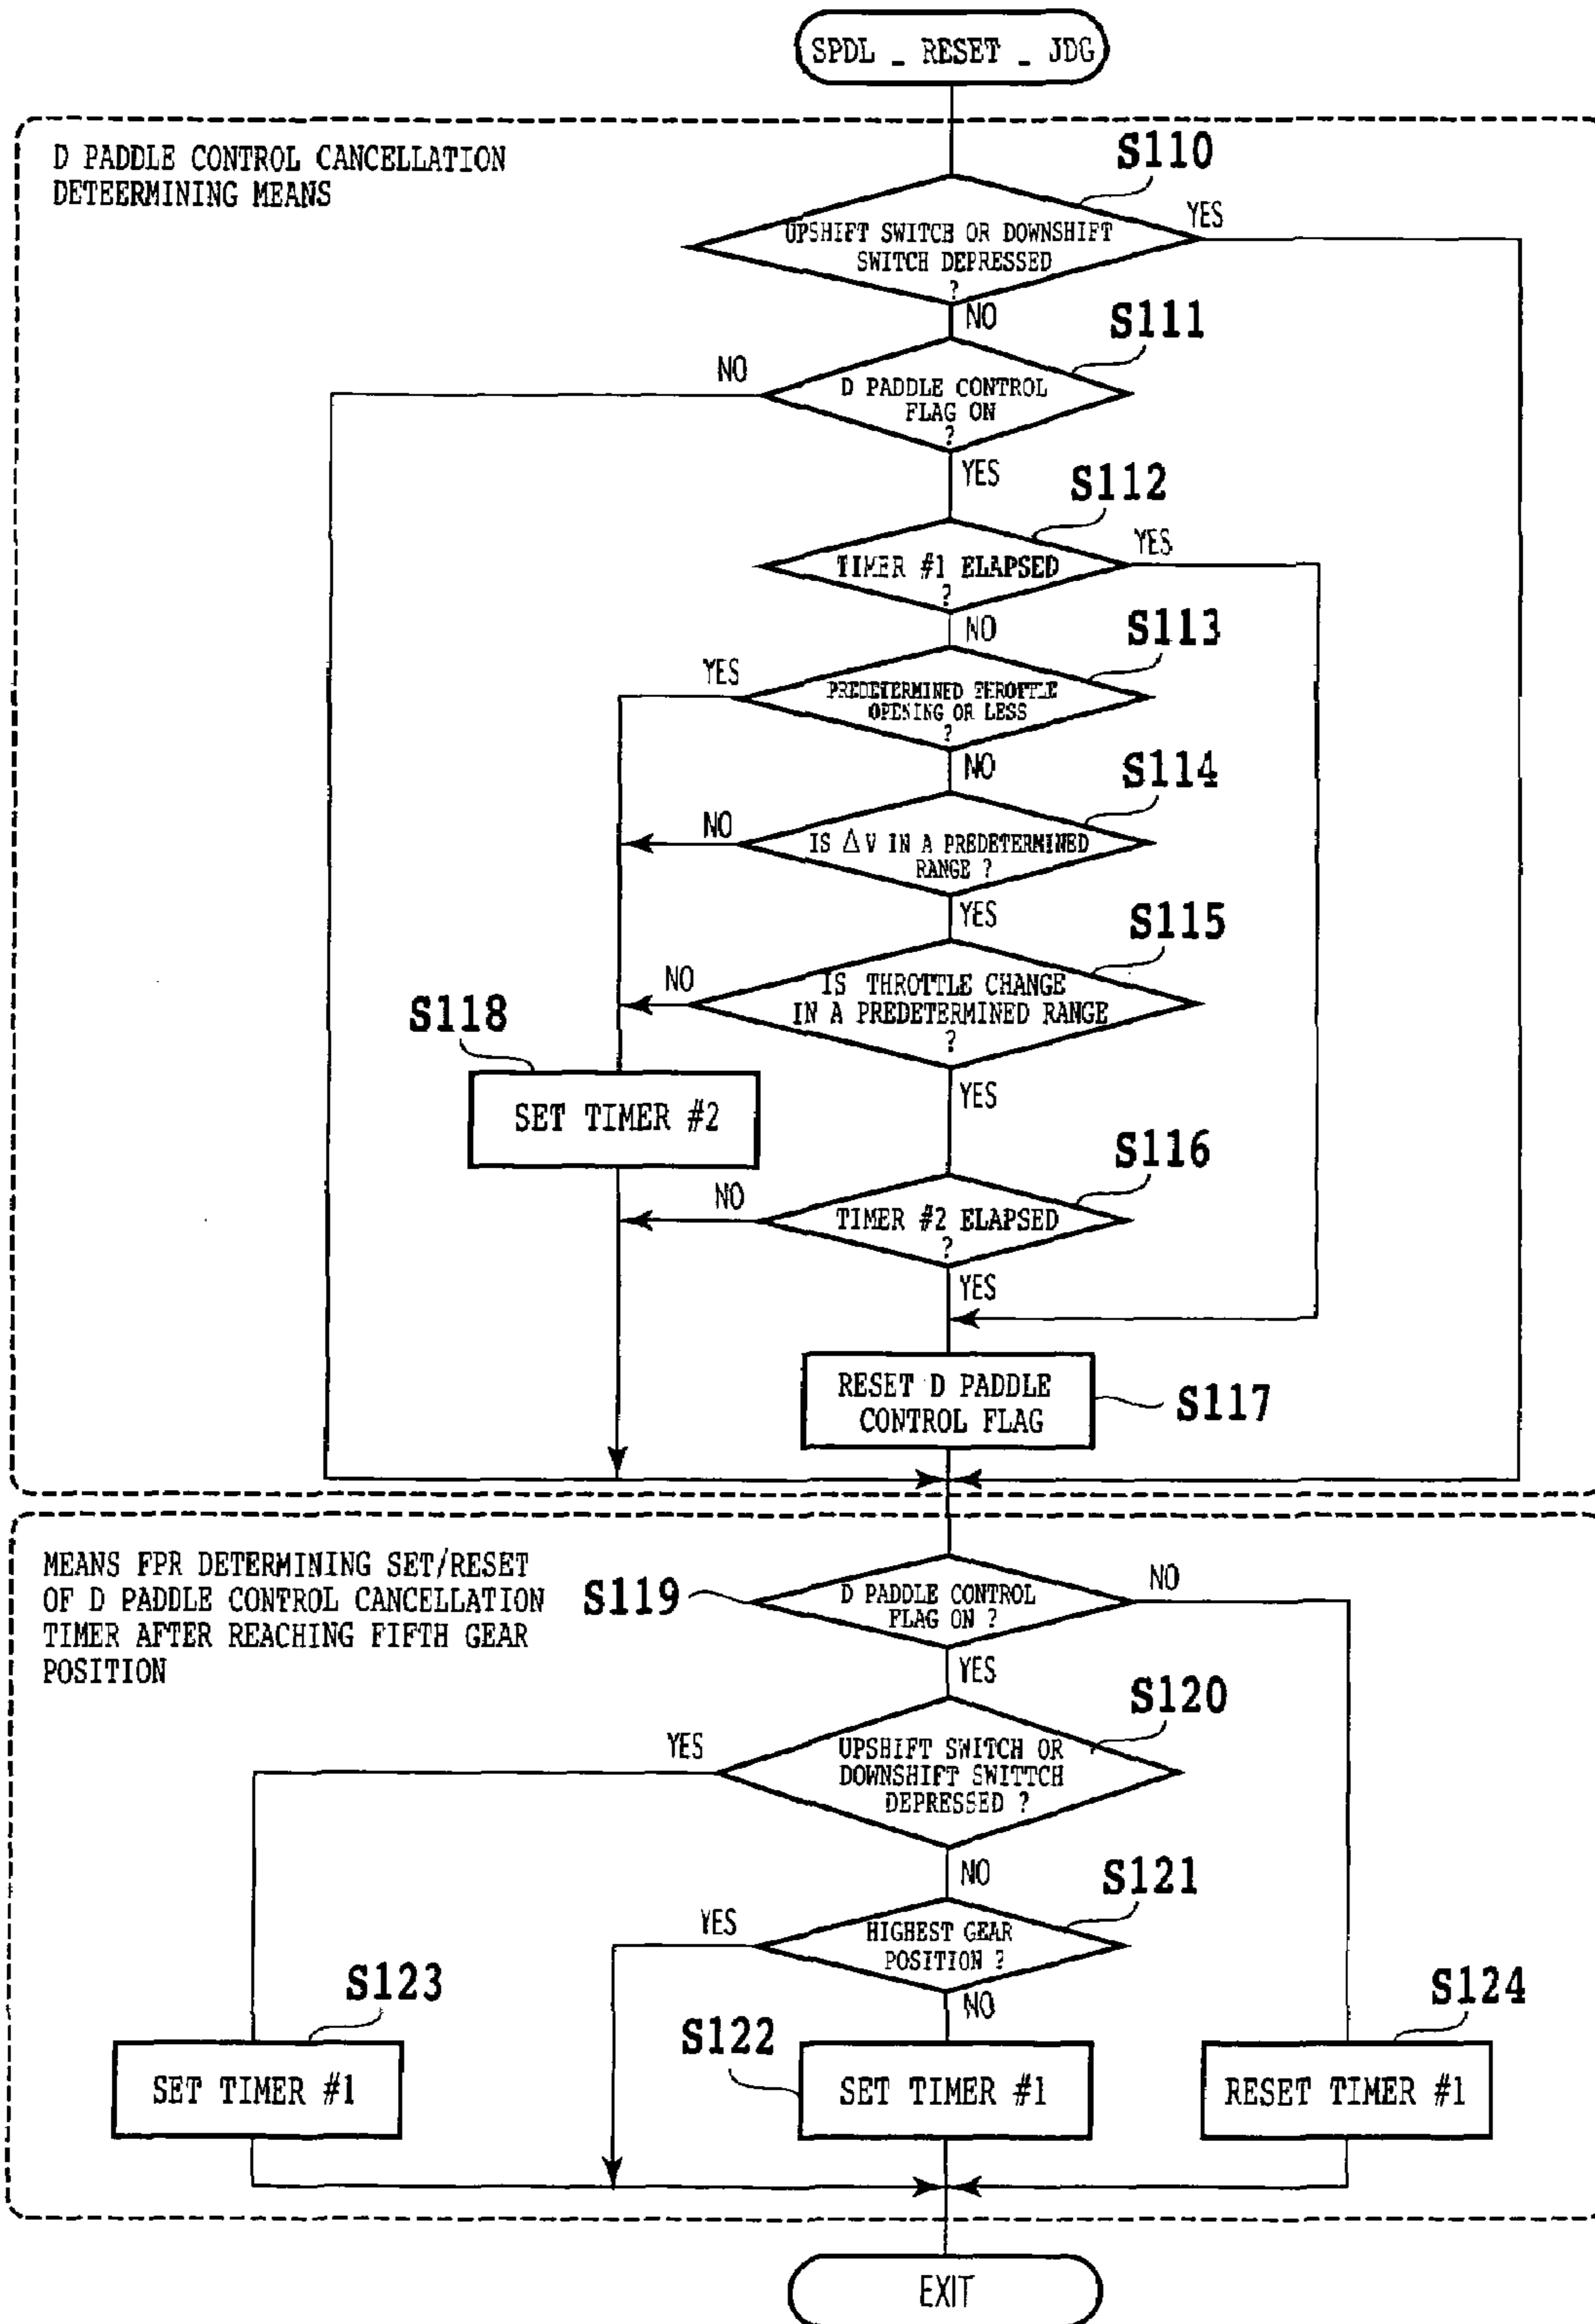 SPDL _ RESET _ JDG
D PADDLE CONTROL CANCELLATION
DETEERMINING MEANS
S110
UPSHIFT SWITCH OR DOWNSHIFT
SWITCH DEPRESSED
?
YES
NO
S111
D PADDLE CONTROL
FLAG ON
?
NO
YES
S112
TIMER #1 ELAPSED
?
YES
NO
S113
PREDETERMINED THROTTLE
OPENING OR LESS
?
YES
NO
S114
IS ΔV IN A PREDETERMINED
RANGE ?
NO
YES
S115
IS THROTTLE CHANGE
IN A PREDETERMINED RANGE
?
NO
YES
S118
SET TIMER #2
S116
TIMER #2 ELAPSED
?
NO
YES
RESET D PADDLE
CONTROL FLAG
S117
MEANS FPR DETERMINING SET/RESET
OF D PADDLE CONTROL CANCELLATION
TIMER AFTER REACHING FIFTH GEAR
POSITION
S119
D PADDLE CONTROL
FLAG ON ?
NO
YES
S120
UPSHIFT SWITCH OR
DOWNSHIFT SWITTCH
DEPRESSED ?
YES
NO
S121
HIGHEST GEAR
POSITION ?
YES
NO
S123
SET TIMER #1
S122
SET TIMER #1
S124
RESET TIMER #1
EXIT